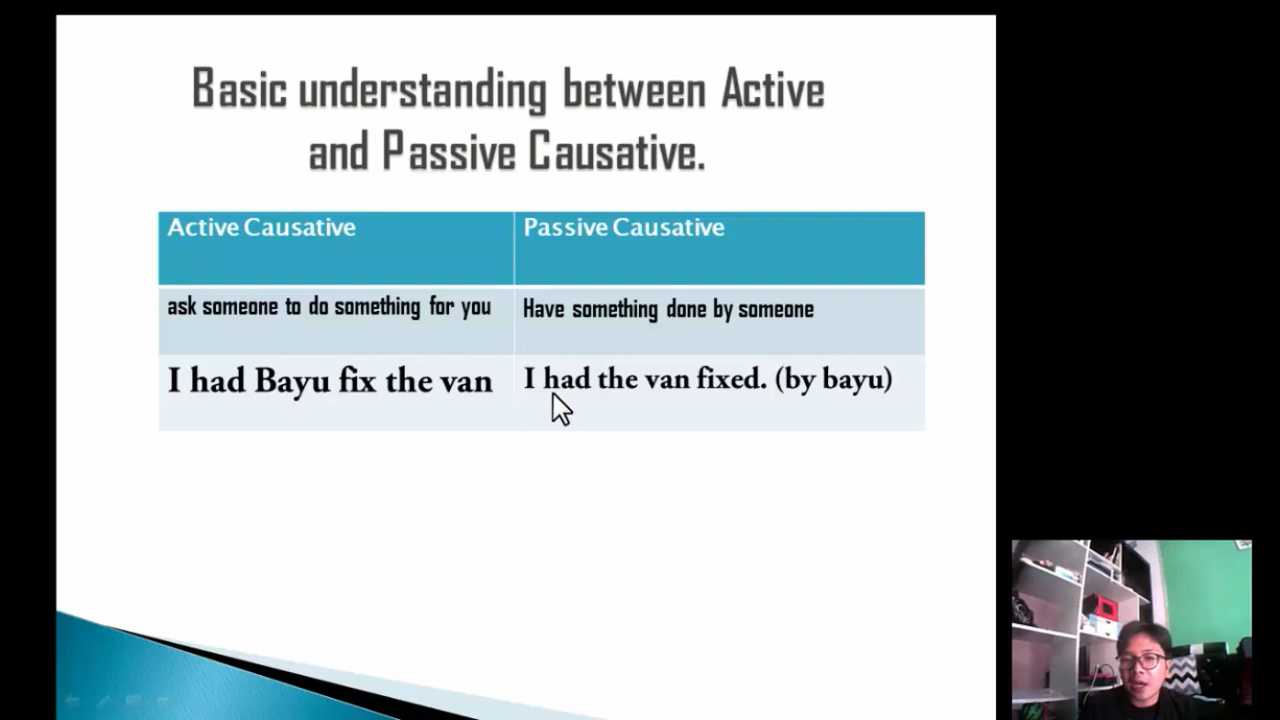 Basic understanding between Active
and Passive Causative.
Active Causative
Passive Causative
ask someone to do something for you
Have something done by someone
I had Bayu fix the van
I had the van fixed. (by bayu)